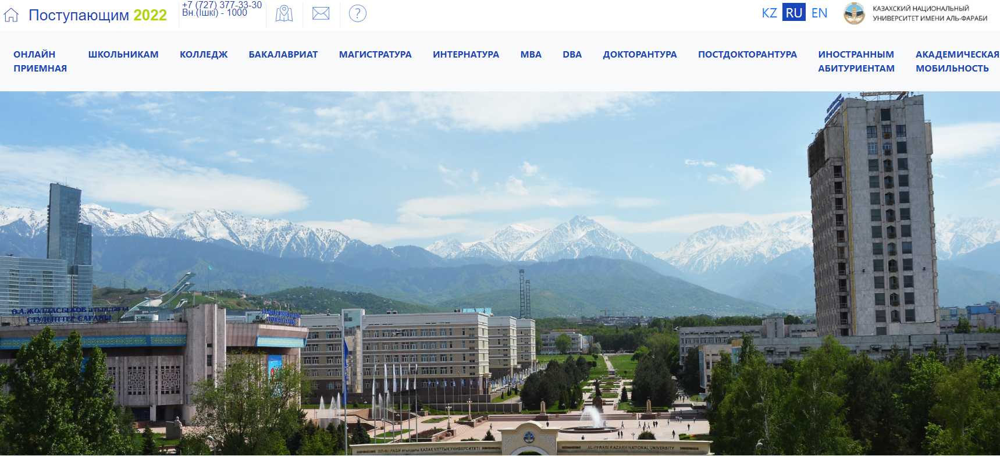 Поступающим 2022
+7 (727) 377-33-30
Вн.(Ішкі) - 1000
?
KZ RU EN
КАЗАХСКИЙ НАЦИОНАЛЬНЫЙ
УНИВЕРСИТЕТ ИМЕНИ АЛЬ-ФАРАБИ
ОНЛАЙН
ПРИЕМНАЯ
ШКОЛЬНИКАМ
КОЛЛЕДЖ
БАКАЛАВРИАТ
МАГИСТРАТУРА
ИНТЕРНАТУРА
MBA
DBA
ДОКТОРАНТУРА
ПОСТДОКТОРАНТУРА
ИНОСТРАННЫМ
АБИТУРИЕНТАМ
АКАДЕМИЧЕСКАЯ
МОБИЛЬНОСТЬ
Ө.А.ЖОЛДАСБЕКОВ атындағы
СТУДЕНТТЕР САРАЙЫ
ӘЛ-ФАРАБИ атындағы ҚАЗАҚ ҰЛТТЫҚ УНИВЕРСИТЕТІ
AL-FARABI KAZAKH NATIONAL UNIVERSITY